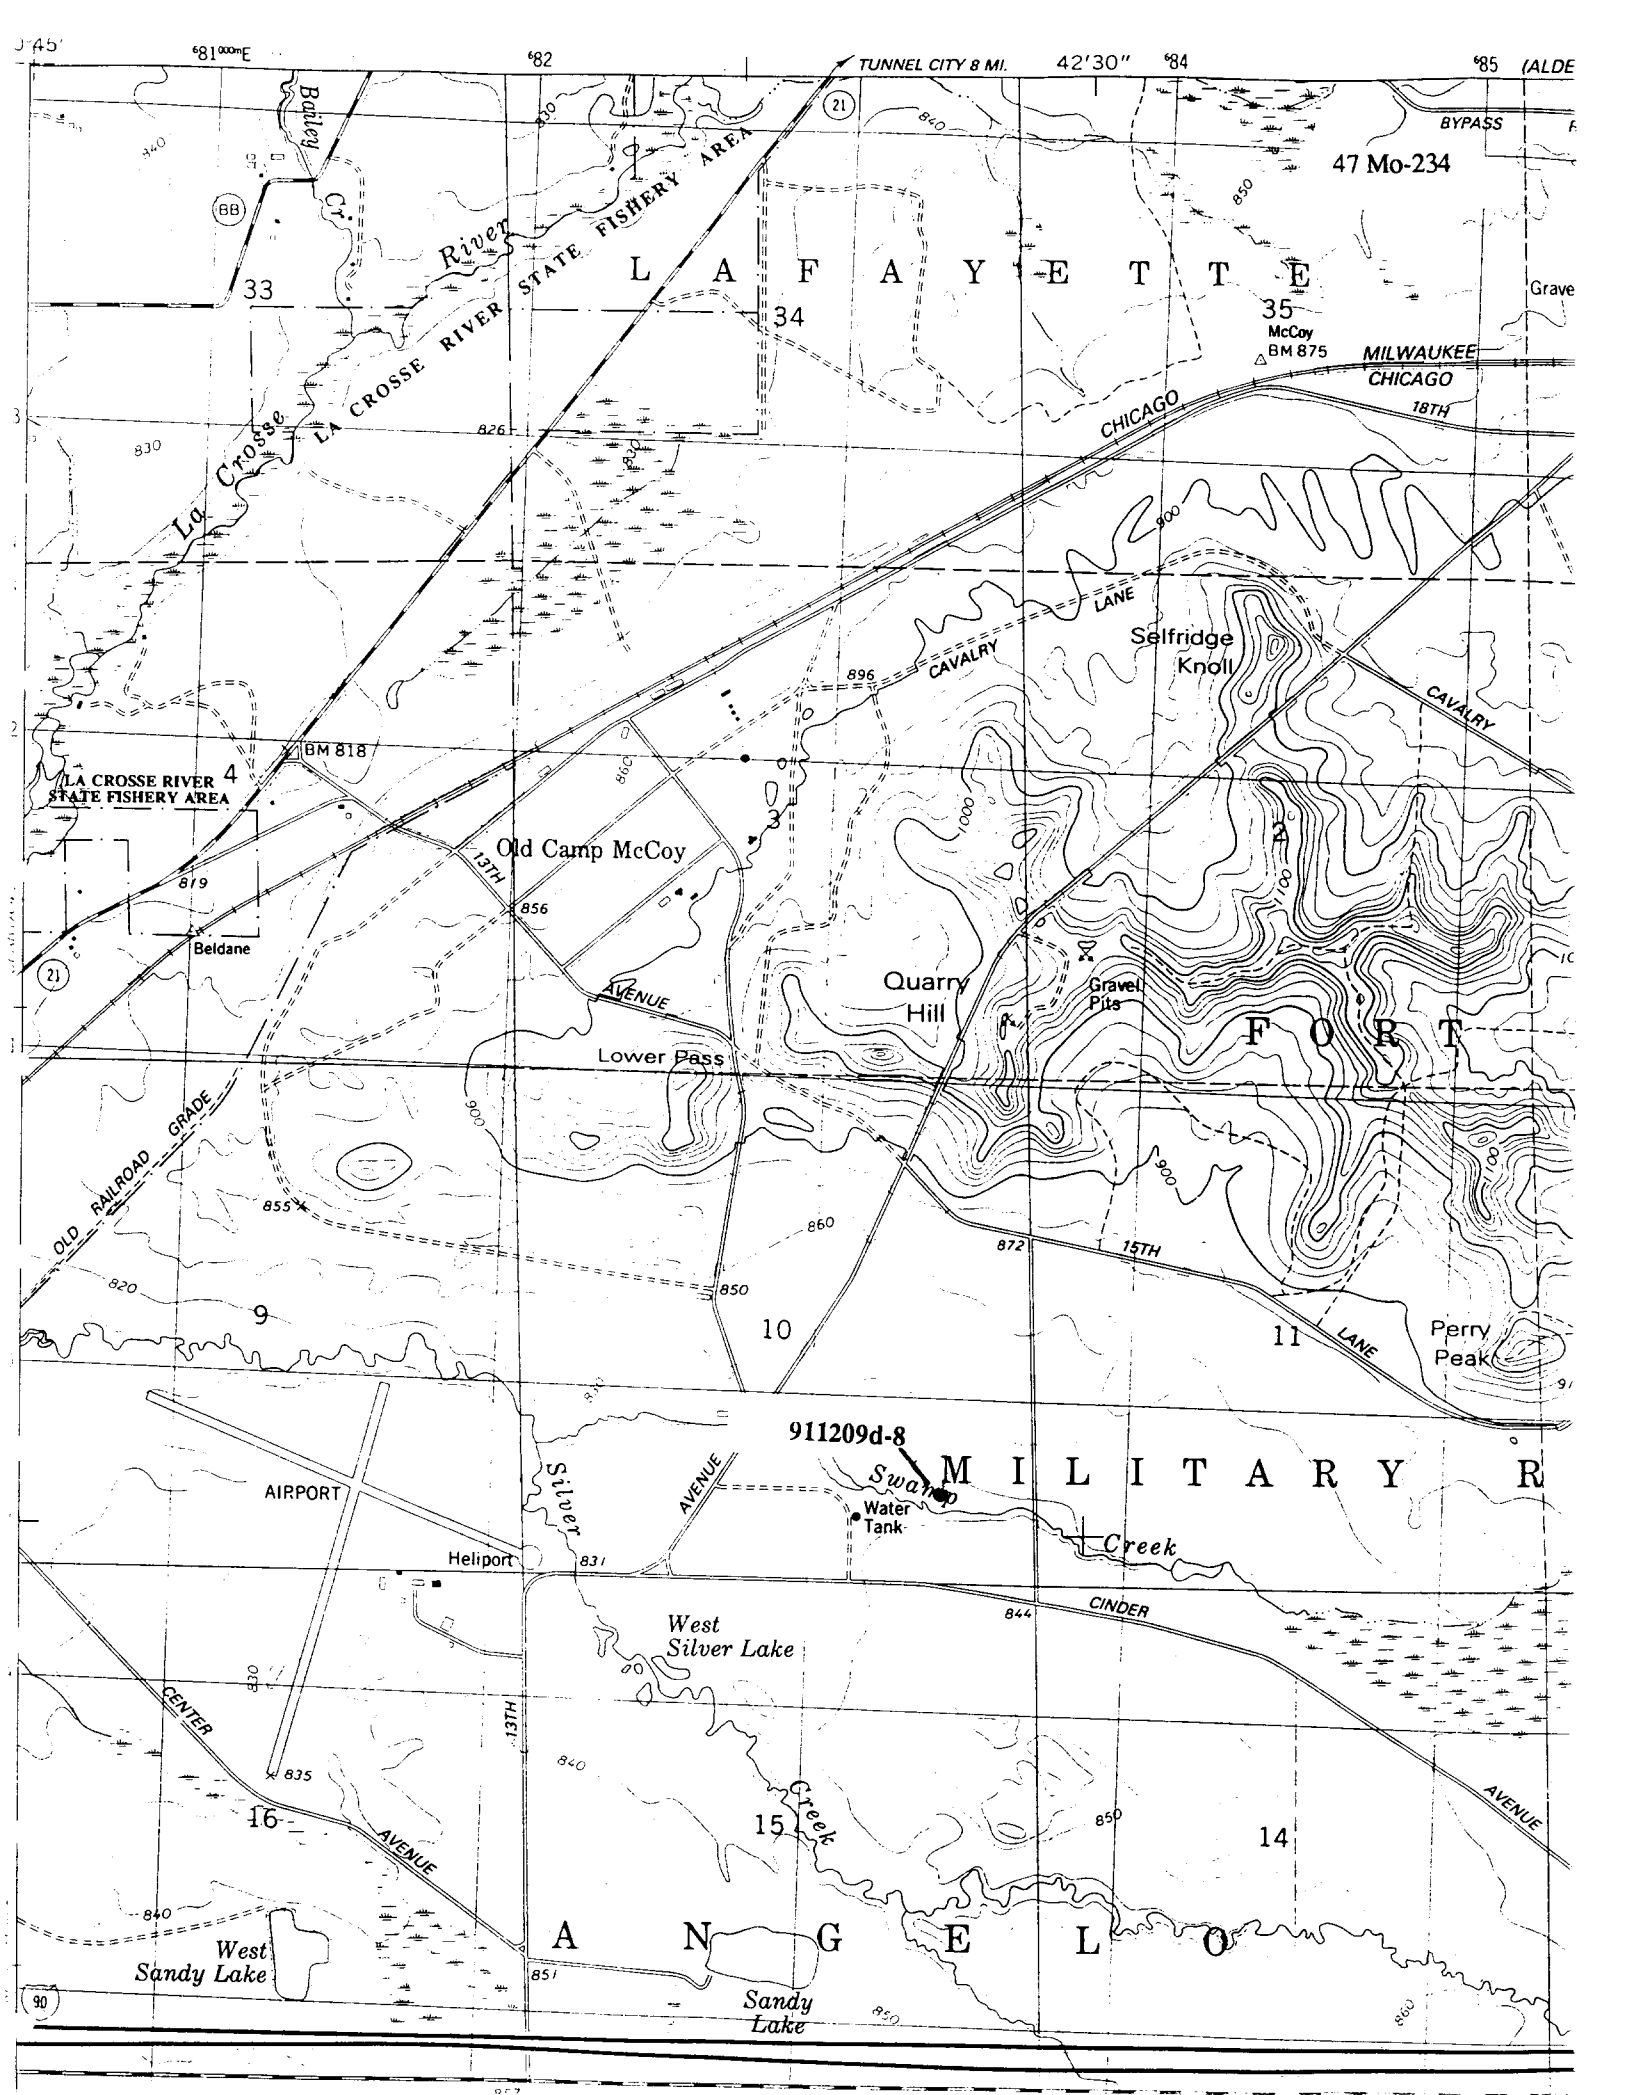 681000mE
682
TUNNEL CITY 8 MI.
42'30"
684
685
(ALDE
21
Bailey
Cr
830
840
840
BYPASS
47 Mo-234
850
88
River
LA CROSSE RIVER STATE FISHERY AREA
LAFAYETTE
33
34
35
Grave
McCoy
BM 875
MILWAUKEE
CHICAGO
CHICAGO
18TH
826
830
La Crosse
900
LANE
CAVALRY
Selfridge
Knoll
896
CAVALRY
BM 818
4
LA CROSSE RIVER
STATE FISHERY AREA
860
3
1000
2
Old Camp McCoy
13TH
819
856
Beldane
21
AVENUE
Quarry
Hill
Gravel
Pits
FORT
Lower Pass
900
OLD RAILROAD GRADE
855
900
860
872
15TH
820
850
9
10
11
LANE
Perry
Peak
911209d-8
MILITARY R
Swamp
Water
Tank
Creek
AIRPORT
Silver
AVENUE
Heliport
831
844
CINDER
West
Silver Lake
830
CENTER
13TH
835
840
16
AVENUE
Creek
15
850
14
AVENUE
840
West
Sandy Lake
ANGELO
851
90
Sandy
Lake
850
860